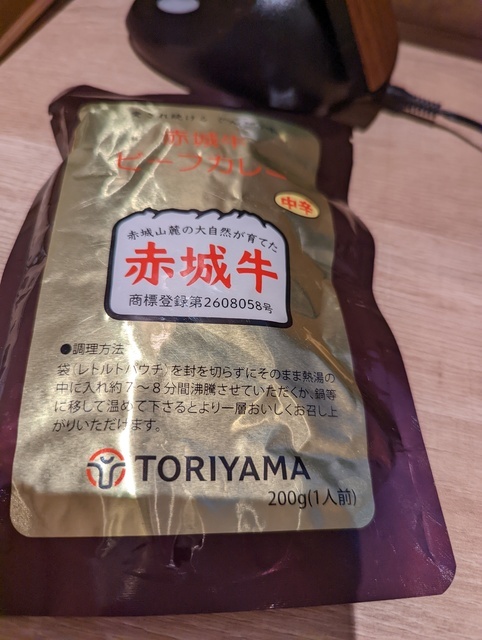 赤城牛
ビーフカレー
中辛
赤城山麓の大自然が育てた
赤城牛
商標登録第2608058号
●調理方法
袋(レトルトパウチ)を封を切らずにそのまま熱湯の
中に入れ約7〜8分間沸騰させていただくか、鍋等
に移して温めて下さるとより一層おいしくお召し上
がりいただけます。
TORIYAMA
200g(1人前)